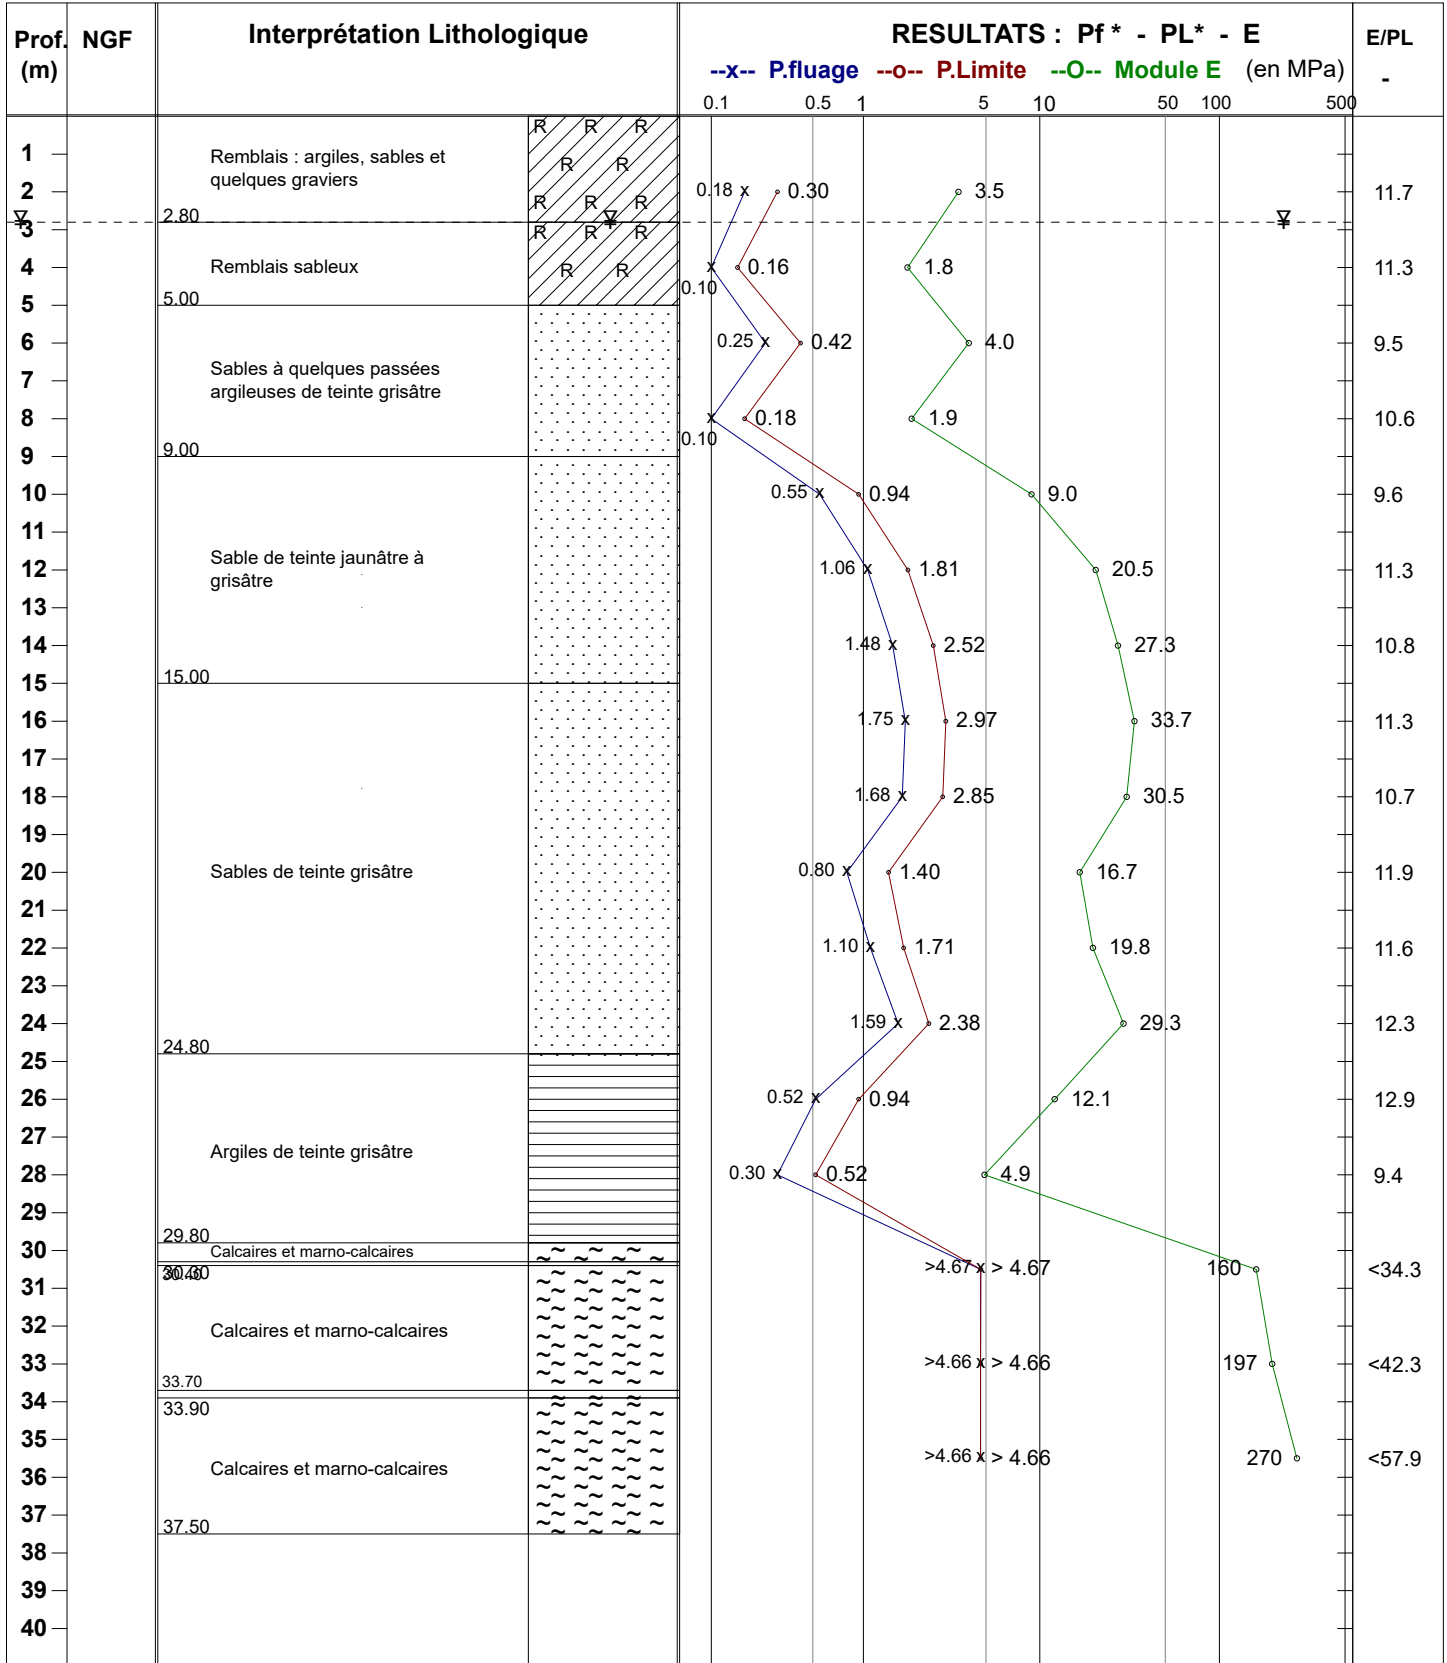 Prof. NGF Interprétation Lithologique RESULTATS : Pf * - PL* - E E/PL
(m) --x-- P.fluage --o-- P.Limite --O-- Module E (en MPa) -
0.1 0.5 1 5 10 50 100 500
R R R
1 Remblais : argiles, sables et
R R
quelques graviers
2 0.18 x 0.30 3.5 11.7
R R R
2.80
3 R R R
4 Remblais sableux R R x 0.16 1.8 11.3
0.10
5.00
5
6 0.25 x 0.42 4.0 9.5
Sables à quelques passées
7 argileuses de teinte grisâtre
8 x 0.18 1.9 10.6
0.10
9.00
9
10 0.55 x 0.94 9.0 9.6
11
Sable de teinte jaunâtre à
12 1.06 x 1.81 20.5 11.3
grisâtre
13
14 1.48 x 2.52 27.3 10.8
15.00
15
16 1.75 x 2.97 33.7 11.3
17
18 1.68 x 2.85 30.5 10.7
19
20 Sables de teinte grisâtre 0.80 x 1.40 16.7 11.9
21
22 1.10 x 1.71 19.8 11.6
23
24 1.59 x 2.38 29.3 12.3
24.80
25
26 0.52 x 0.94 12.1 12.9
27
Argiles de teinte grisâtre
28 0.30 x 0.52 4.9 9.4
29
29.80
30 Calcaires et marno-calcaires
30.30 >4.67 x > 4.67 160 <34.3
30.40
31
32 Calcaires et marno-calcaires
33 >4.66 x > 4.66 197 <42.3
33.70
34
33.90
35
>4.66 x > 4.66 270 <57.9
Calcaires et marno-calcaires
36
37
37.50
38
39
40